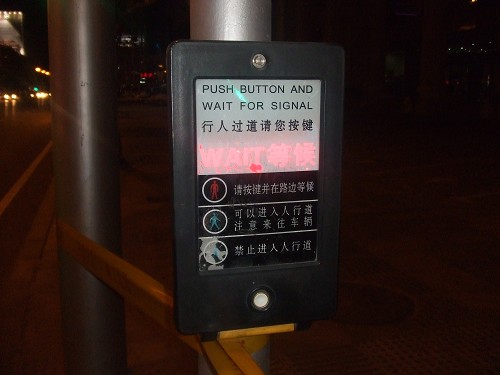 PUSH BUTTON AND
WAIT FOR SIGNAL
行人过道请您按键
WAIT等候
请按键并在路边等候
可以进入人行道
注意来往车辆
禁止进入人行道